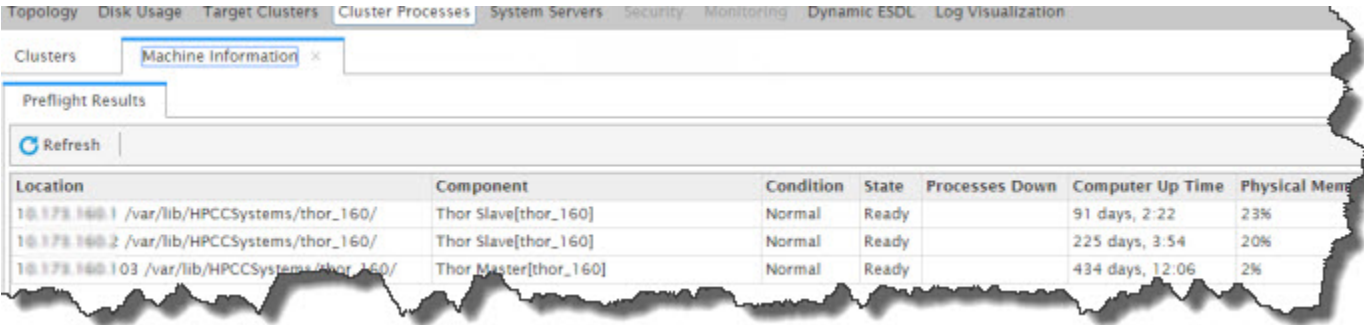 Topology Disk Usage Target Clusters Cluster Processes System Servers Security Monitoring Dynamic ESDL Log Visualization
Clusters Machine Information ×
Preflight Results
Refresh
Location Component Condition State Processes Down Computer Up Time Physical Mem
/var/lib/HPCCSystems/thor_160/ Thor Slave[thor_160] Normal Ready 91 days, 2:22 23%
/var/lib/HPCCSystems/thor_160/ Thor Slave[thor_160] Normal Ready 225 days, 3:54 20%
/var/lib/HPCCSystems/thor_160/ Thor Master[thor_160] Normal Ready 434 days, 12:06 2%